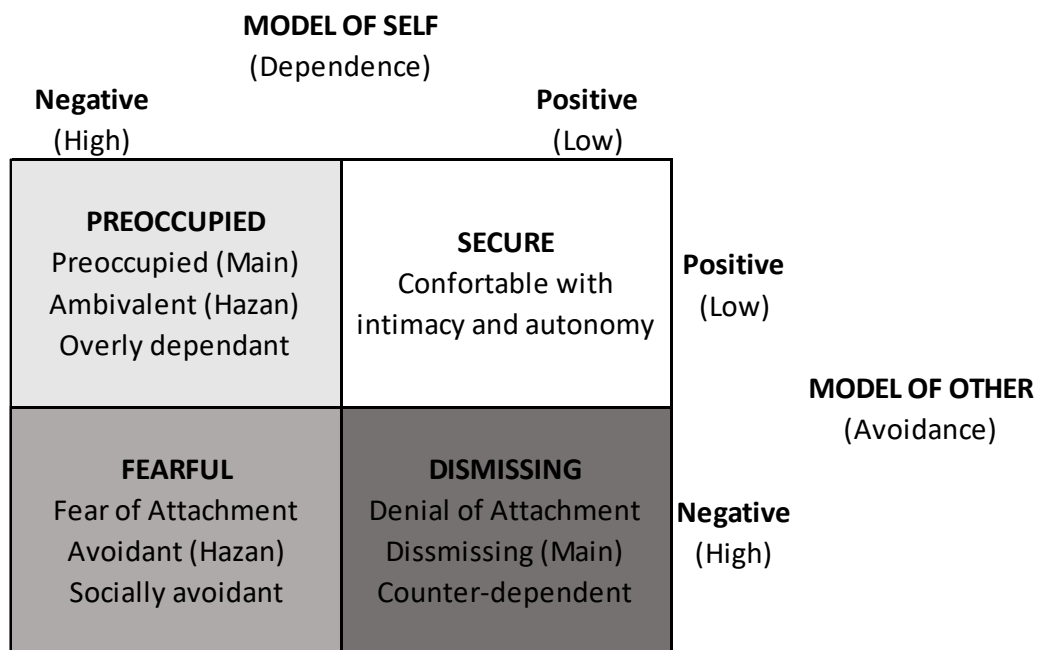 MODEL OF SELF
(Dependence)
Negative
(High)
Positive
(Low)
PREOCCUPIED
Preoccupied (Main)
Ambivalent (Hazan)
Overly dependant
SECURE
Confortable with
intimacy and autonomy
Positive
(Low)
MODEL OF OTHER
(Avoidance)
FEARFUL
Fear of Attachment
Avoidant (Hazan)
Socially avoidant
DISMISSING
Denial of Attachment
Dissmissing (Main)
Counter-dependent
Negative
(High)